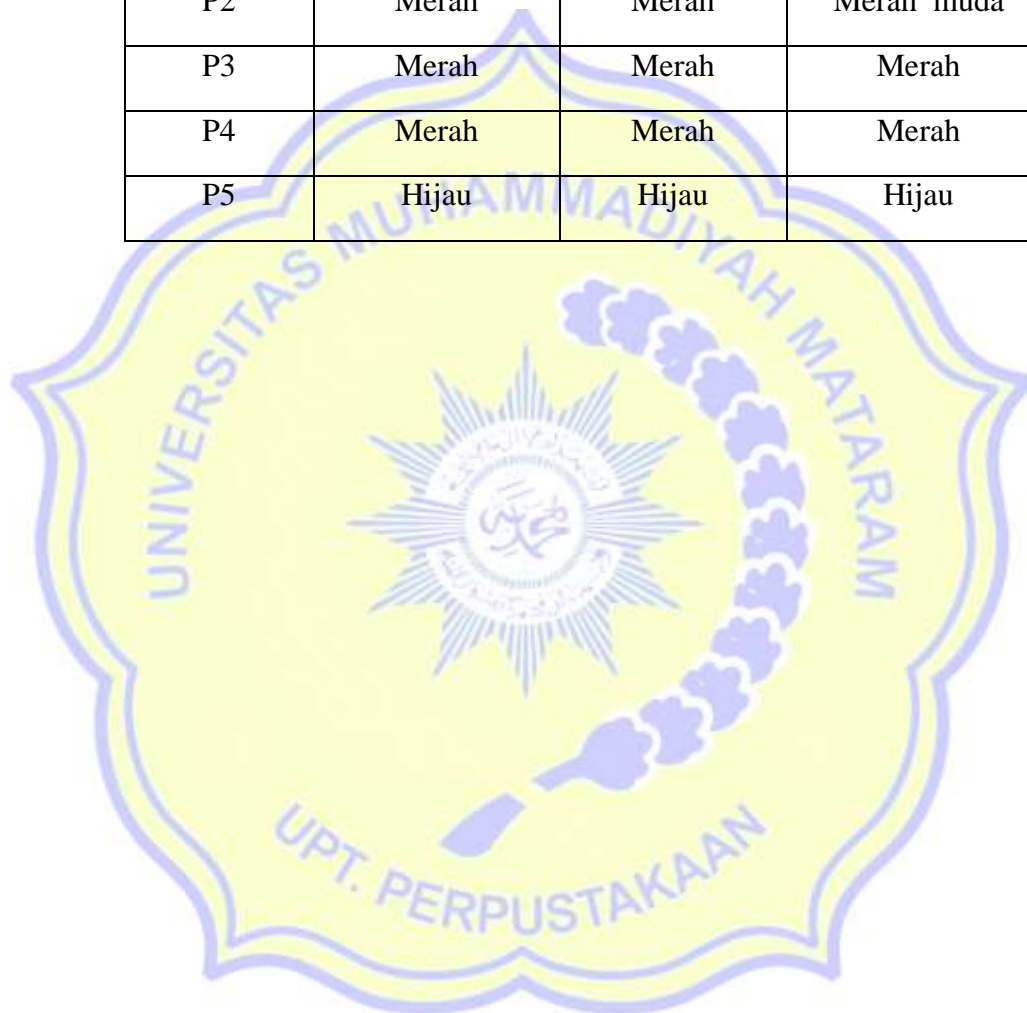 P2 Merah Merah Merah muda
P3 Merah Merah Merah
P4 Merah Merah Merah
P5 Hijau Hijau Hijau
UNIVERSITAS MUHAMMADIYAH MATARAM
UPT. PERPUSTAKAAN